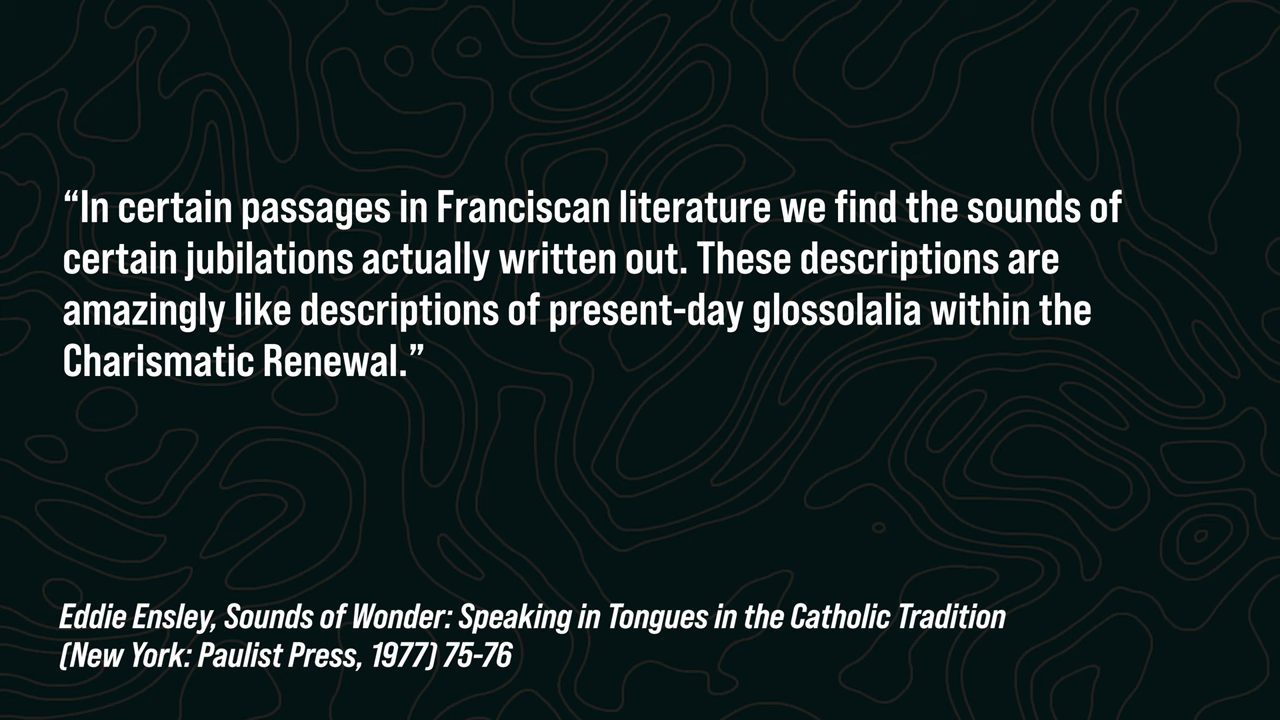 “In certain passages in Franciscan literature we find the sounds of
certain jubilations actually written out. These descriptions are
amazingly like descriptions of present-day glossolalia within the
Charismatic Renewal.”
Eddie Ensley, Sounds of Wonder: Speaking in Tongues in the Catholic Tradition
(New York: Paulist Press, 1977) 75-76